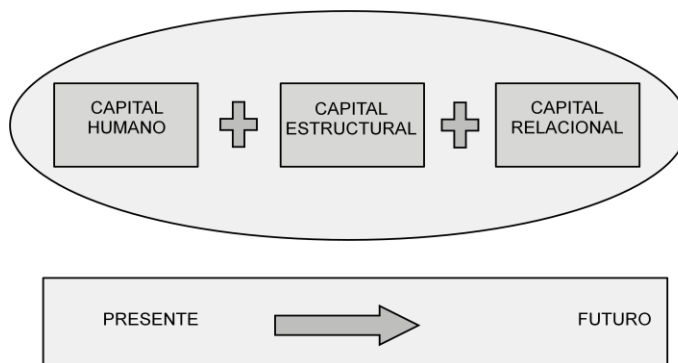 CAPITAL
HUMANO
CAPITAL
ESTRUCTURAL
CAPITAL
RELACIONAL
PRESENTE
FUTURO